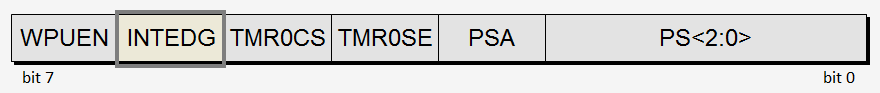 WPUEN INTEDG TMR0CS TMR0SE PSA PS<2:0>
bit 7 bit 0